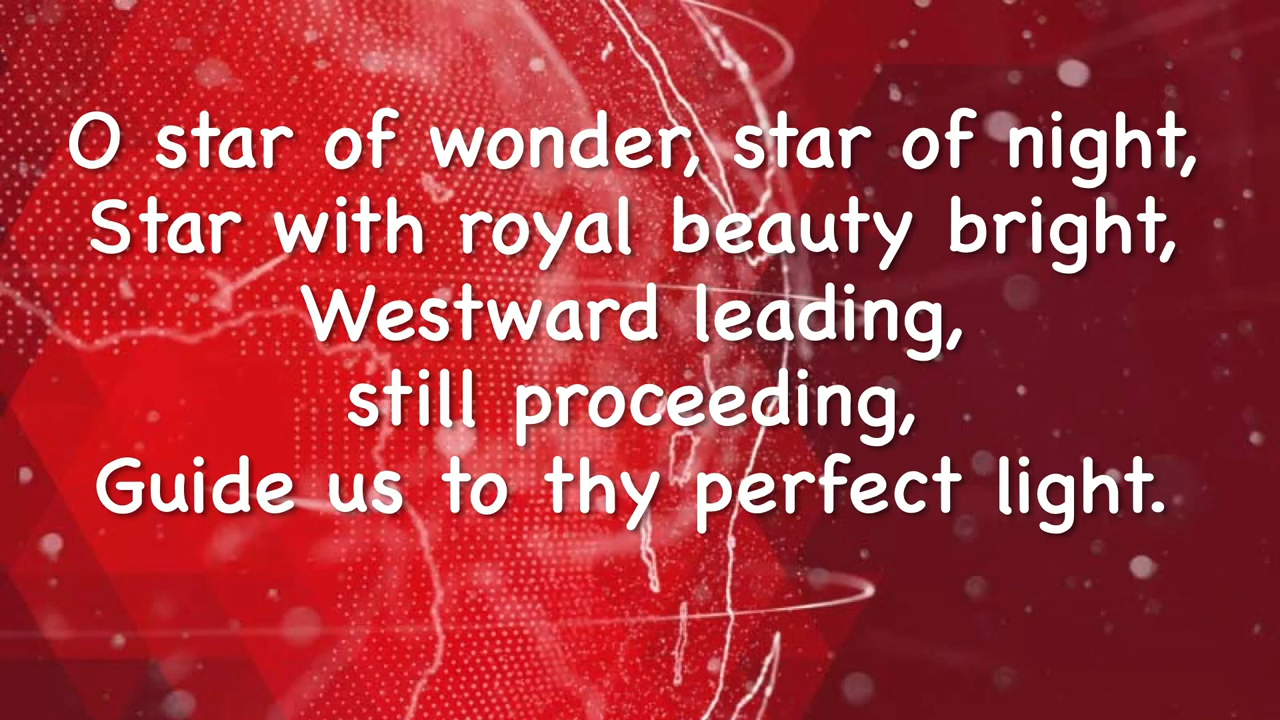 O star of wonder, star of night,
Star with royal beauty bright,
Westward leading,
still proceeding,
Guide us to thy perfect light.